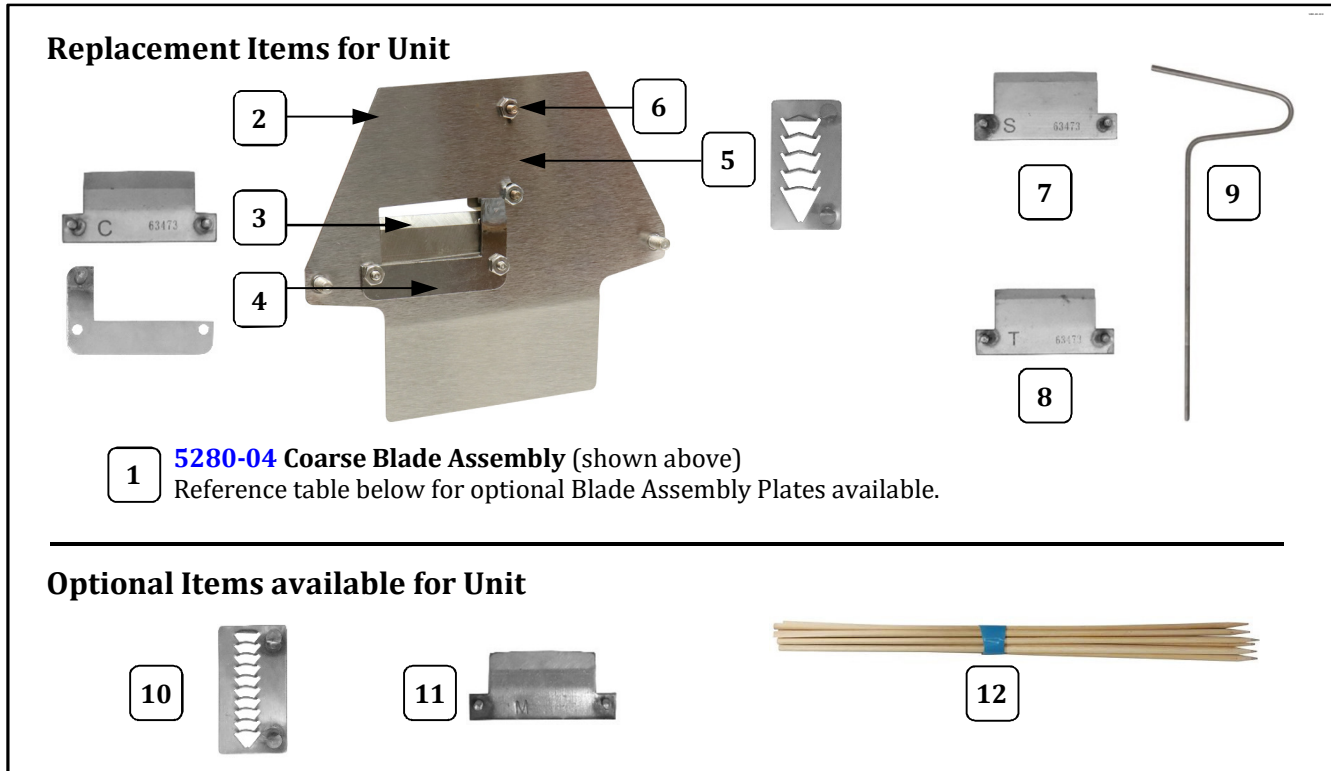 Replacement Items for Unit
2
6
5
3
4
C 63473
S 63473
7
9
T 63473
8
1
5280-04 Coarse Blade Assembly (shown above)
Reference table below for optional Blade Assembly Plates available.
Optional Items available for Unit
10
11
M
12